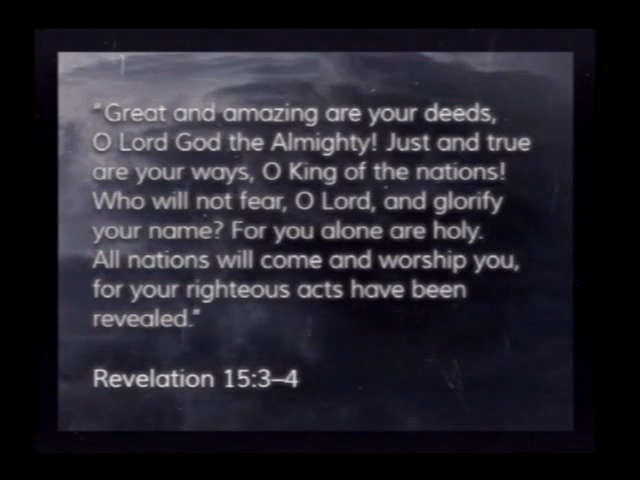 "Great and amazing are your deeds,
O Lord God the Almighty! Just and true
are your ways, O King of the nations!
Who will not fear, O Lord, and glorify
your name? For you alone are holy.
All nations will come and worship you,
for your righteous acts have been
revealed."
Revelation 15:3–4